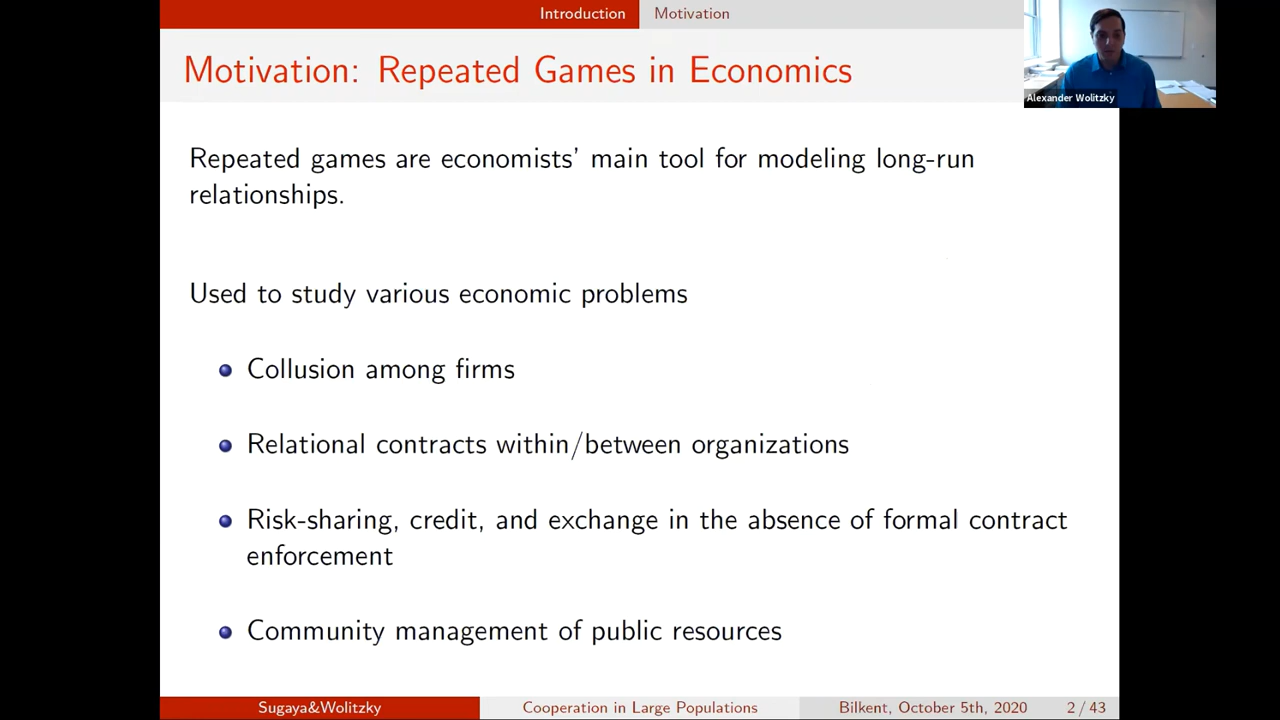 Introduction
Motivation
Motivation: Repeated Games in Economics
Alexander Wolitzky
Repeated games are economists' main tool for modeling long-run
relationships.
Used to study various economic problems
Collusion among firms
Relational contracts within/between organizations
Risk-sharing, credit, and exchange in the absence of formal contract
enforcement
Community management of public resources
Sugaya&Wolitzky
Cooperation in Large Populations
Bilkent, October 5th, 2020
2 / 43